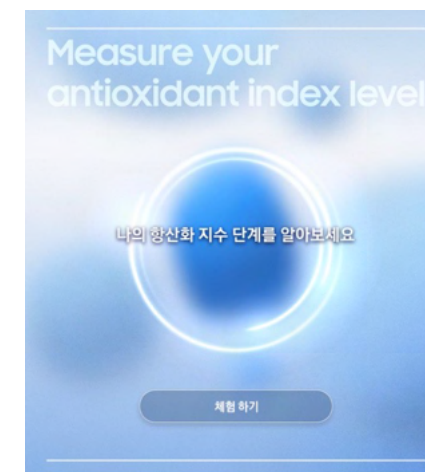 Measure your
antioxidant index level
나의 항산화 지수 단계를 알아보세요
체험 하기